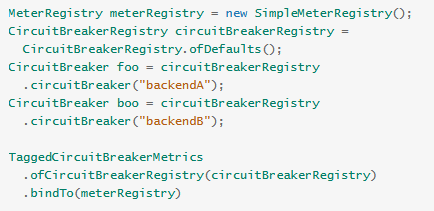 MeterRegistry meterRegistry = new SimpleMeterRegistry();
CircuitBreakerRegistry circuitBreakerRegistry =
  CircuitBreakerRegistry.ofDefaults();
CircuitBreaker foo = circuitBreakerRegistry
  .circuitBreaker("backendA");
CircuitBreaker boo = circuitBreakerRegistry
  .circuitBreaker("backendB");

TaggedCircuitBreakerMetrics
  .ofCircuitBreakerRegistry(circuitBreakerRegistry)
  .bindTo(meterRegistry)